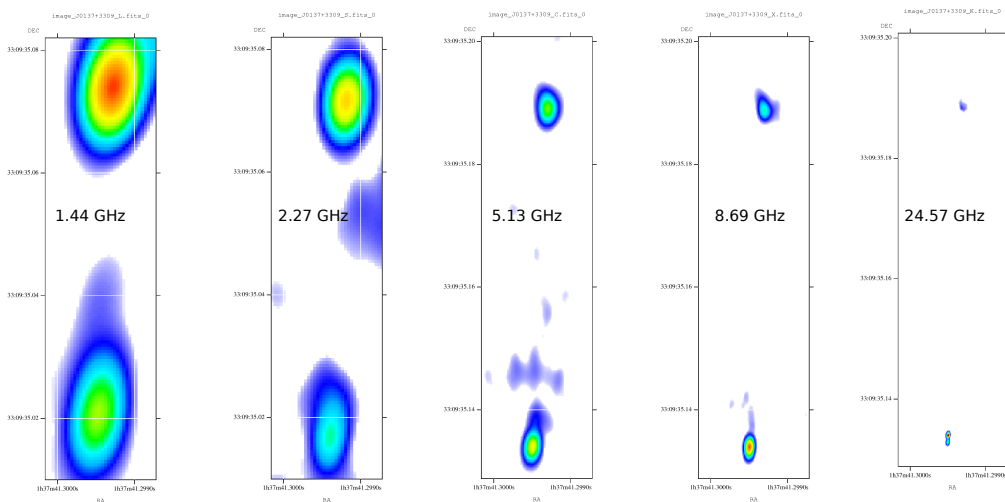 image_J0137+3309_L.fits_0
DEC
33:09:35.08
33:09:35.06
1.44 GHz
33:09:35.04
33:09:35.02
1h37m41.3000s
1h37m41.2990s
RA
image_J0137+3309_S.fits_0
DEC
33:09:35.08
33:09:35.06
2.27 GHz
33:09:35.04
33:09:35.02
1h37m41.3000s
1h37m41.2990s
RA
image_J0137+3309_C.fits_0
DEC
33:09:35.20
33:09:35.18
5.13 GHz
33:09:35.16
33:09:35.14
1h37m41.3000s
1h37m41.2990s
RA
image_J0137+3309_X.fits_0
DEC
33:09:35.20
33:09:35.18
8.69 GHz
33:09:35.16
33:09:35.14
1h37m41.3000s
1h37m41.2990s
RA
image_J0137+3309_K.fits_0
DEC
33:09:35.20
33:09:35.18
24.57 GHz
33:09:35.16
33:09:35.14
1h37m41.3000s
1h37m41.2990s
RA